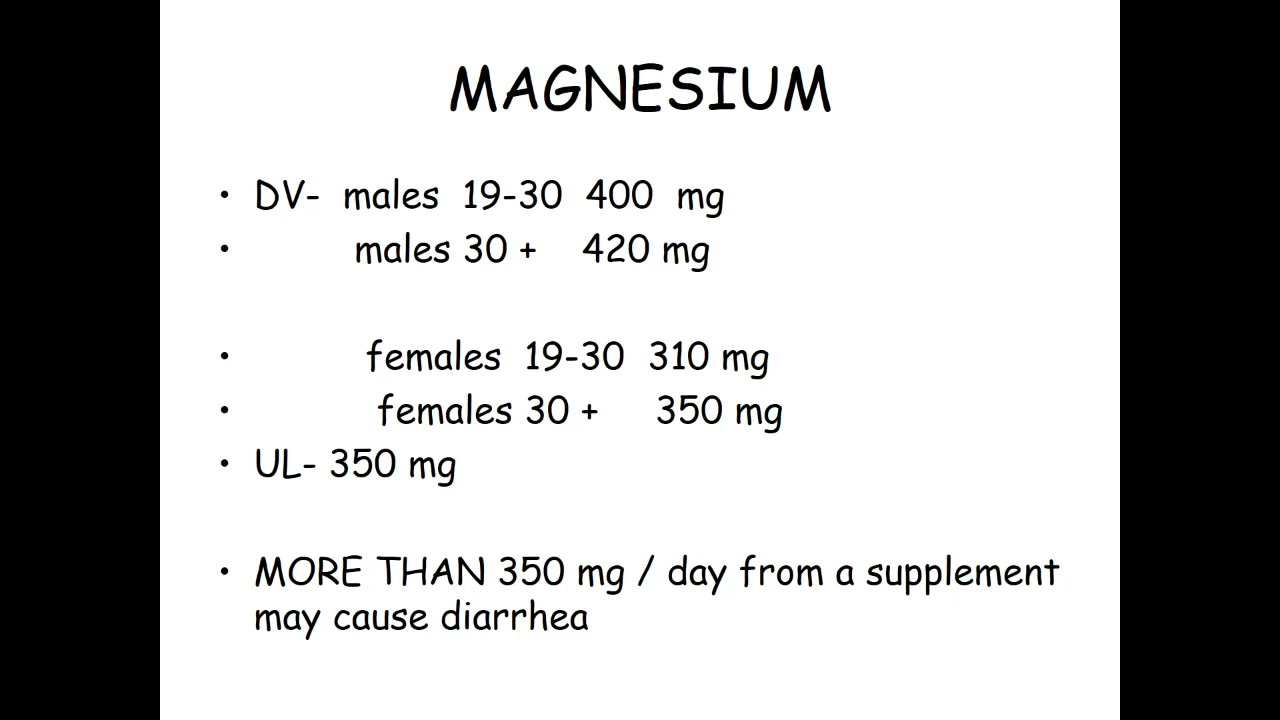 MAGNESIUM
• DV- males 19-30 400 mg
• males 30 + 420 mg
• females 19-30 310 mg
• females 30 + 350 mg
• UL- 350 mg
• MORE THAN 350 mg / day from a supplement
may cause diarrhea